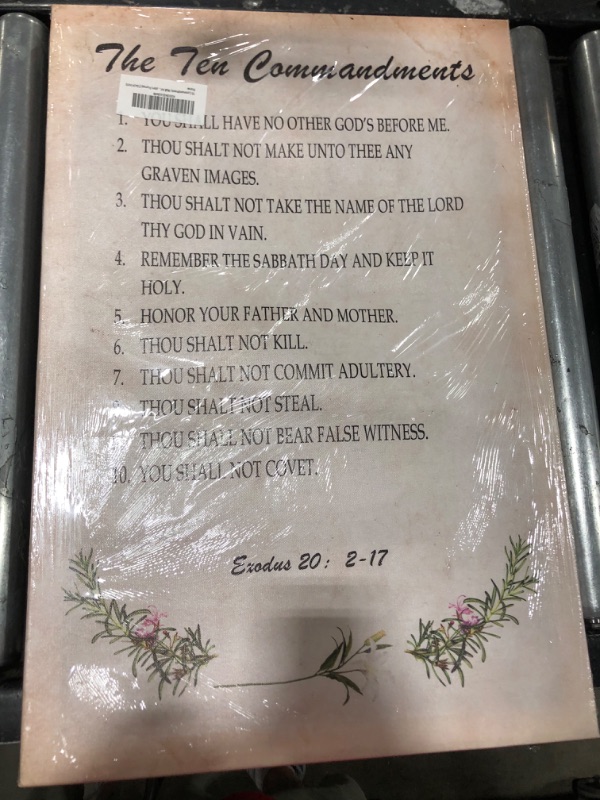 The Ten Commandments
1. YOU SHALL HAVE NO OTHER GOD'S BEFORE ME.
2. THOU SHALT NOT MAKE UNTO THEE ANY
GRAVEN IMAGES.
3. THOU SHALT NOT TAKE THE NAME OF THE LORD
THY GOD IN VAIN.
4. REMEMBER THE SABBATH DAY AND KEEP IT
HOLY.
5. HONOR YOUR FATHER AND MOTHER.
6. THOU SHALT NOT KILL.
7. THOU SHALT NOT COMMIT ADULTERY.
8. THOU SHALT NOT STEAL.
THOU SHALL NOT BEAR FALSE WITNESS.
10. YOU SHALL NOT COVET.
Exodus 20: 2-17